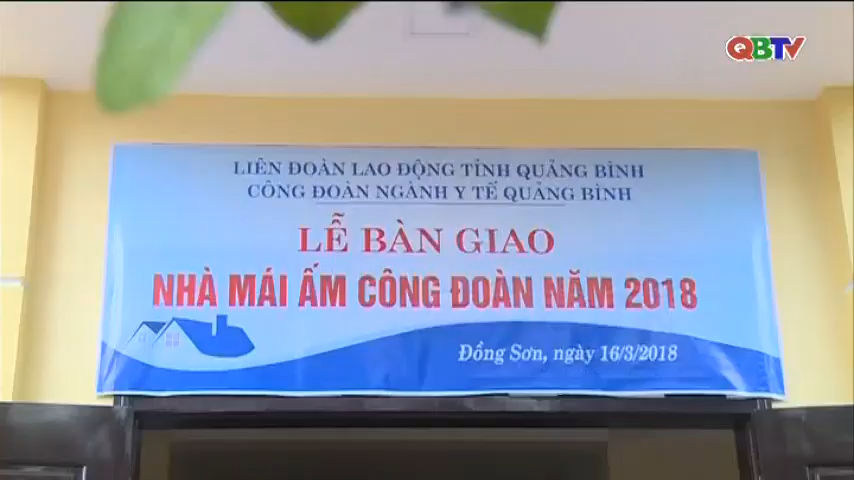 QBTV
LIÊN ĐOÀN LAO ĐỘNG TỈNH QUẢNG BÌNH
CÔNG ĐOÀN NGÀNH Y TẾ QUẢNG BÌNH
LỄ BÀN GIAO
NHÀ MÁI ẤM CÔNG ĐOÀN NĂM 2018
Đồng Sơn, ngày 16/3/2018